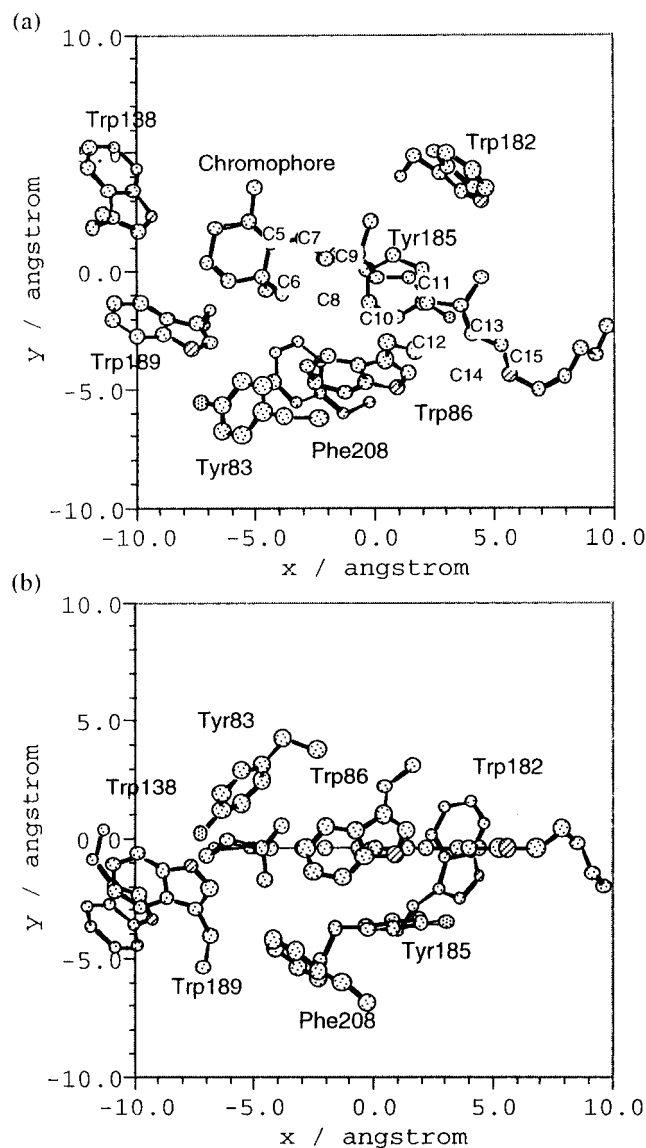 (a)
10.0
Trp138
Trp182
Chromophore
C5
C7
Tyr185
C9
0.0
C6
C11
C8
C10
C13
Trp189
C12
C15
C14
-5.0
Trp86
Phe208
Tyr83
-10.0
-10.0 -5.0 0.0 5.0 10.0
x / angstrom
y / angstrom
(b)
10.0
Tyr83
5.0
Trp138
Trp86
Trp182
0.0
-5.0
Tyr185
Trp189
Phe208
-10.0
-10.0 -5.0 0.0 5.0 10.0
x / angstrom
y / angstrom